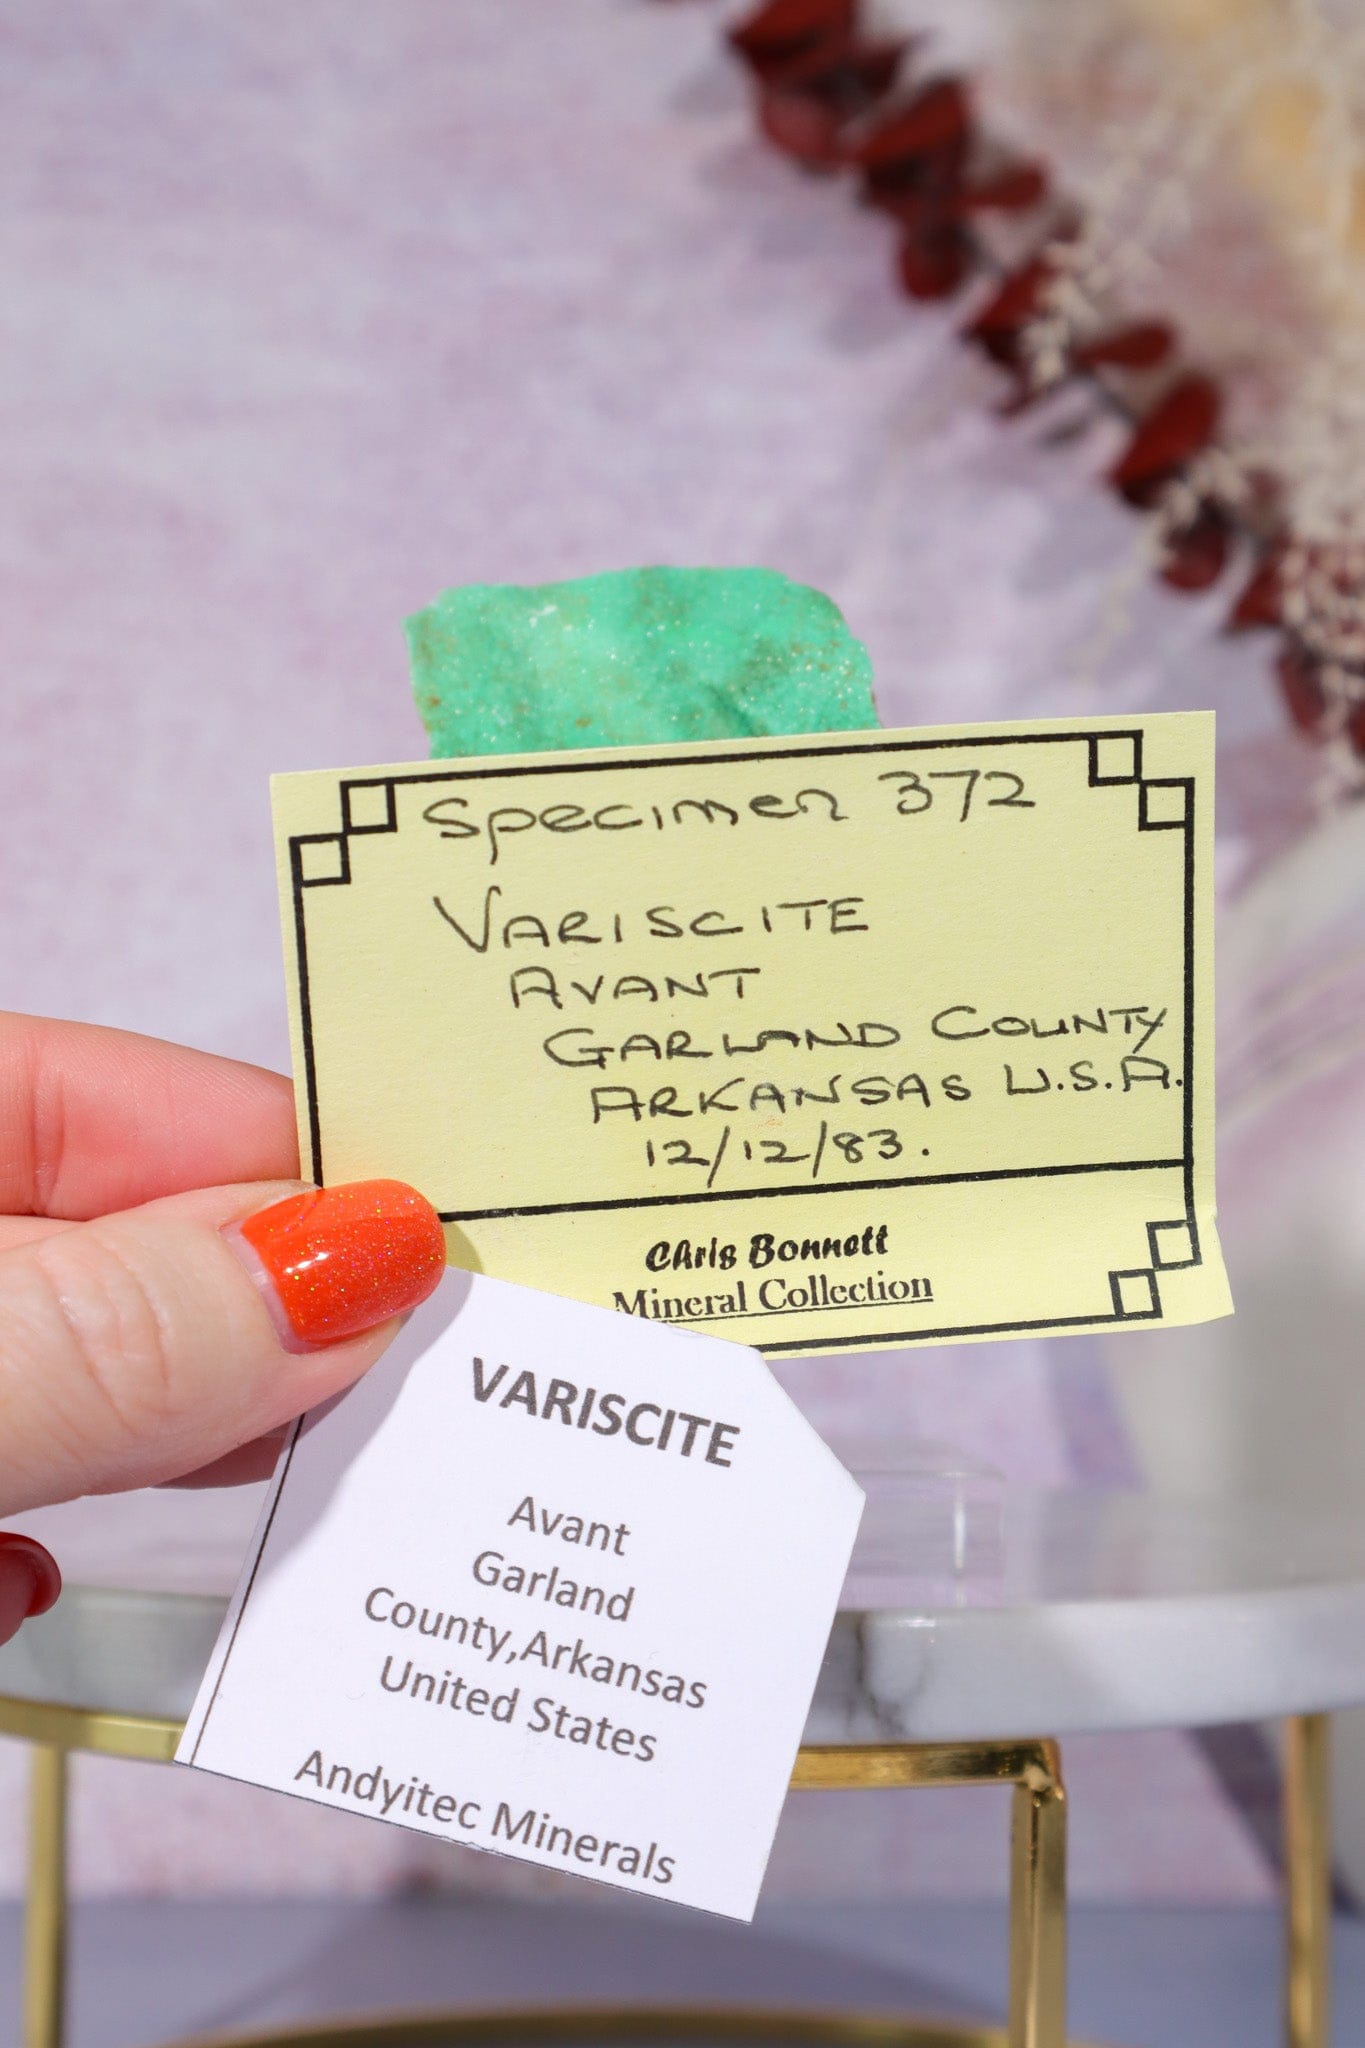 Specimen 372
VARISCITE
AVANT
GARLAND COUNTY
ARKANSAS U.S.A.
12/12/83.
Chris Bonnett
Mineral Collection
VARISCITE
Avant
Garland
County,Arkansas
United States
Andyitec Minerals